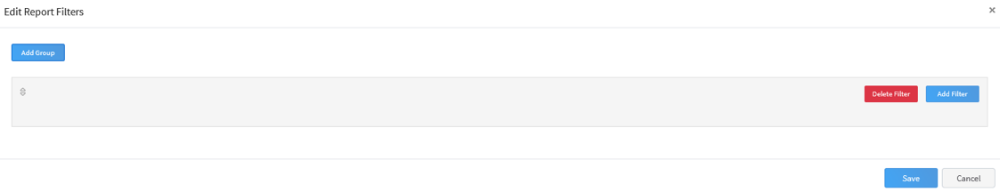 Edit Report Filters ×
Add Group
Delete Filter Add Filter
Save Cancel